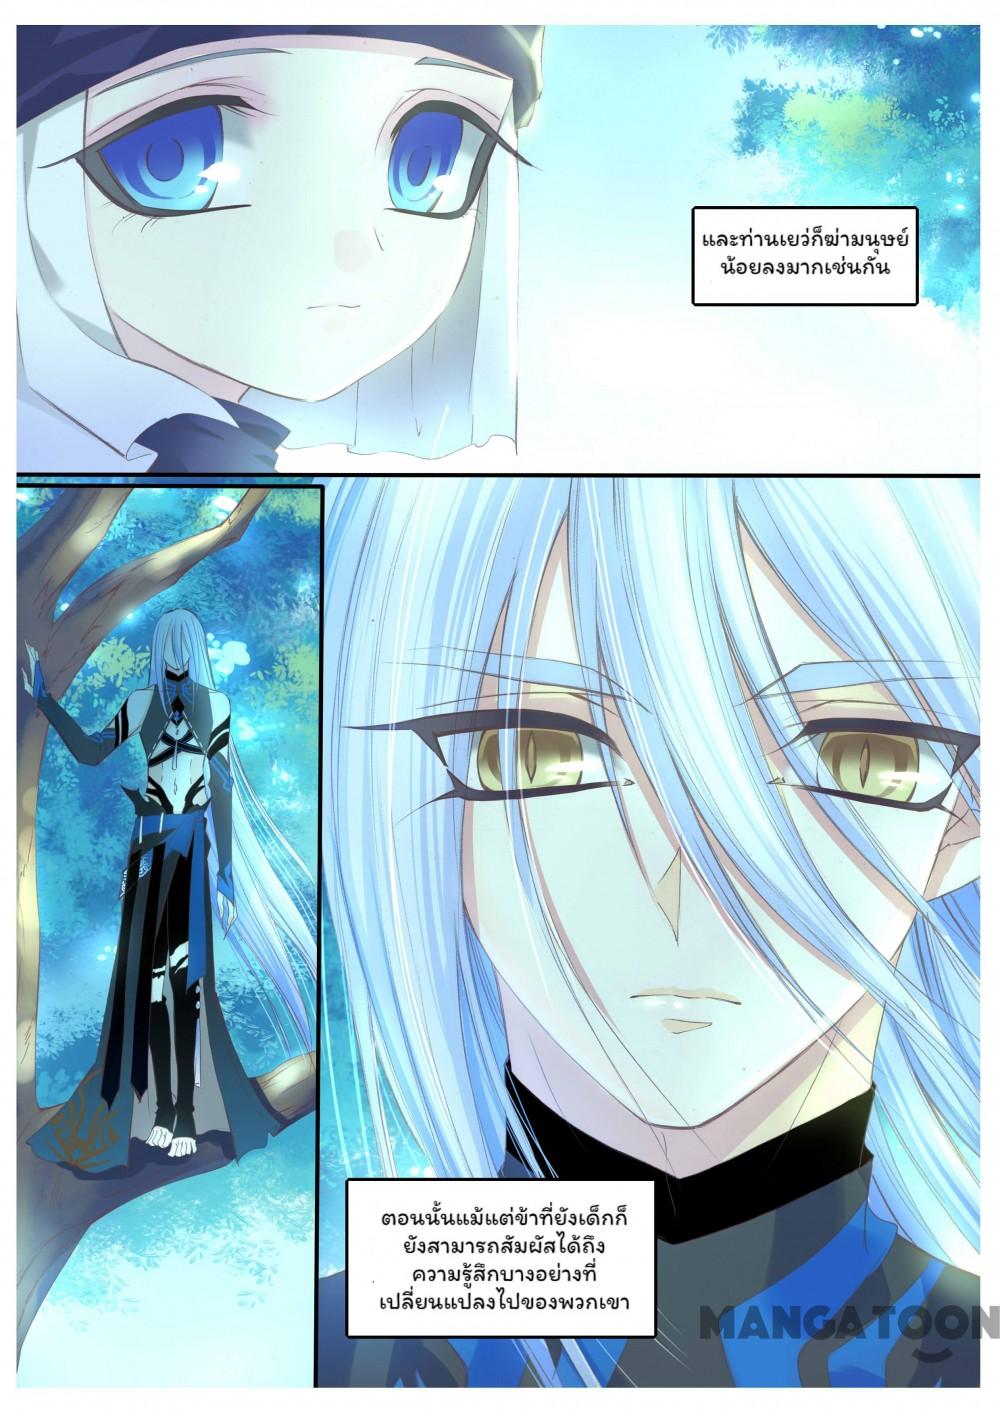 และท่านเยว่ก็ฆ่ามนุษย์
น้อยลงมากเช่นกัน
ตอนนั้นแม้แต่ข้าที่ยังเด็กก็
ยังสามารถสัมผัสได้ถึง
ความรู้สึกบางอย่างที่
เปลี่ยนแปลงไปของพวกเขา
MANGATOON